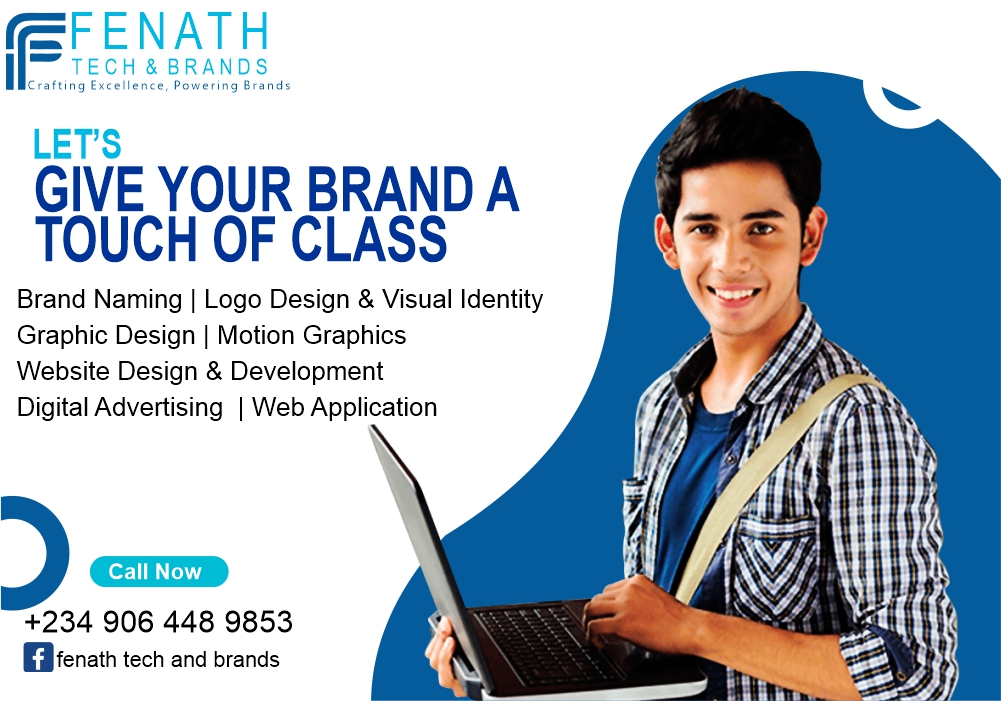 FENATH
TECH & BRANDS
Crafting Excellence, Powering Brands
LET'S
GIVE YOUR BRAND A
TOUCH OF CLASS
Brand Naming | Logo Design & Visual Identity
Graphic Design | Motion Graphics
Website Design & Development
Digital Advertising | Web Application
Call Now
+234 906 448 9853
fenath tech and brands